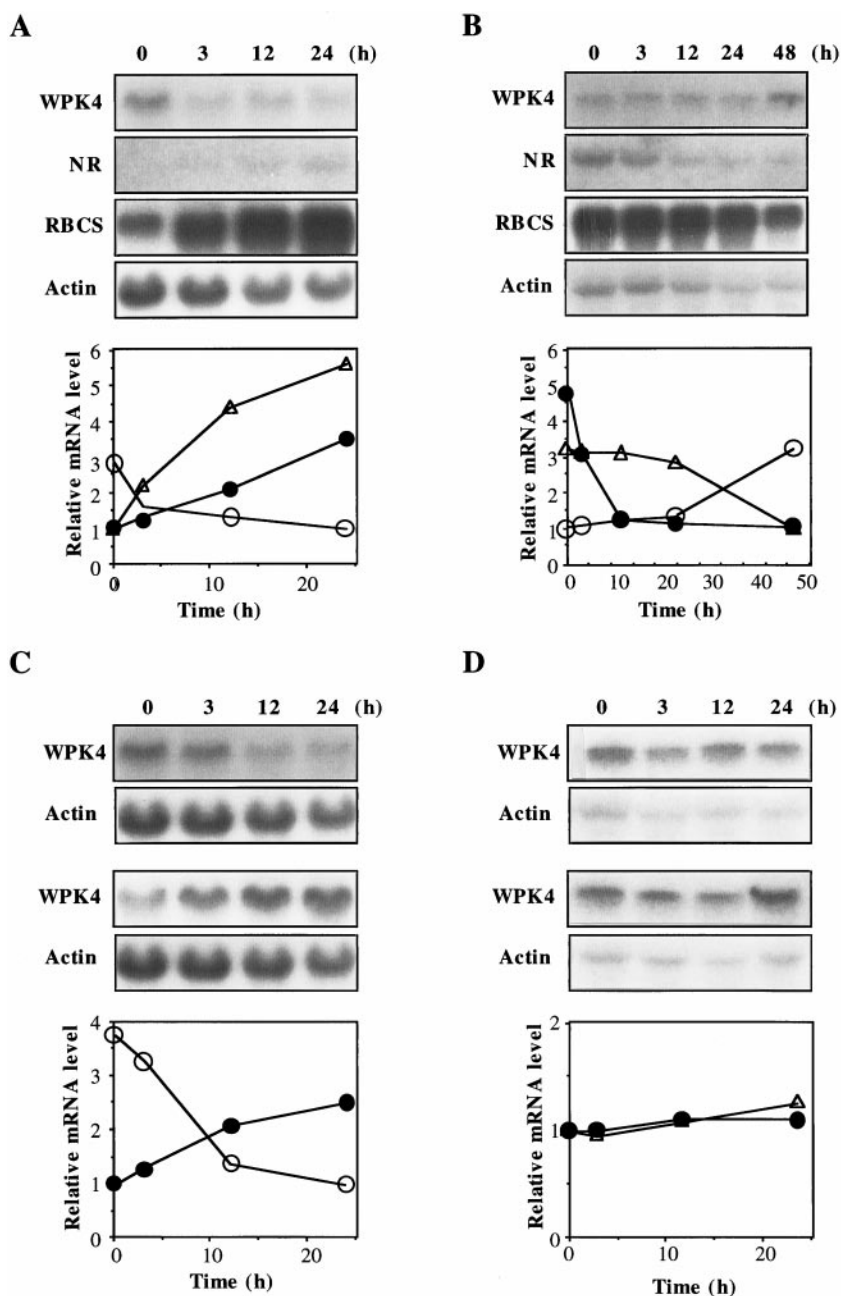 A
0 3 12 24 (h)
WPK4
NR
RBCS
Actin
6
5
4
3
2
1
0
Relative mRNA level
0 10 20
Time (h)
B
0 3 12 24 48
WPK4
NR
RBCS
Actin
6
5
4
3
2
1
0
Relative mRNA level
0 10 20 30 40 50
Time (h)
C
0 3 12 24 (h)
WPK4
Actin
WPK4
Actin
4
3
2
1
0
Relative mRNA level
0 10 20
Time (h)
D
0 3 12 24 (h)
WPK4
Actin
WPK4
Actin
2
1
0
Relative mRNA level
0 10 20
Time (h)